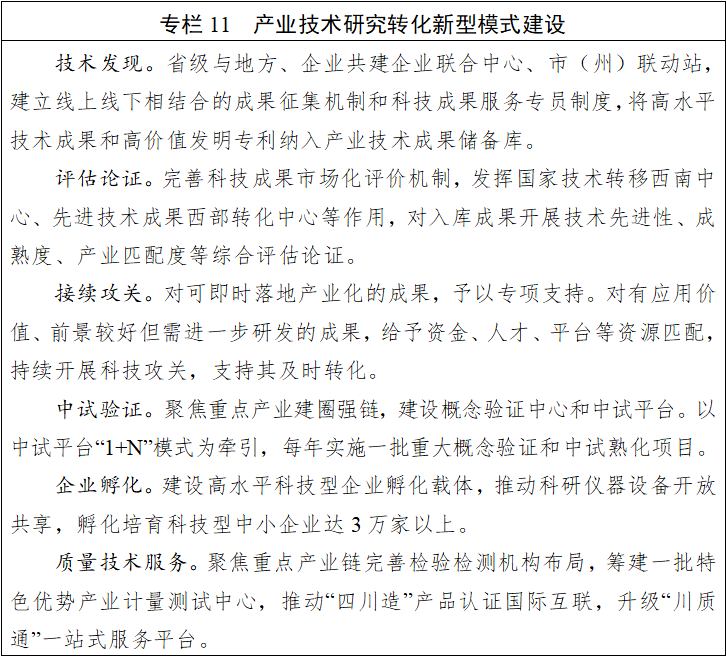 专栏 11　产业技术研究转化新型模式建设
技术发现。省级与地方、企业共建企业联合中心、市（州）联动站，
建立线上线下相结合的成果征集机制和科技成果服务专员制度，将高水平
技术成果和高价值发明专利纳入产业技术成果储备库。
评估论证。完善科技成果市场化评价机制，发挥国家技术转移西南中
心、先进技术成果西部转化中心等作用，对入库成果开展技术先进性、成
熟度、产业匹配度等综合评估论证。
接续攻关。对可即时落地产业化的成果，予以专项支持。对有应用价
值、前景较好但需进一步研发的成果，给予资金、人才、平台等资源匹配，
持续开展科技攻关，支持其及时转化。
中试验证。聚焦重点产业建圈强链，建设概念验证中心和中试平台。以
中试平台“1+N”模式为牵引，每年实施一批重大概念验证和中试熟化项目。
企业孵化。建设高水平科技型企业孵化载体，推动科研仪器设备开放
共享，孵化培育科技型中小企业达 3 万家以上。
质量技术服务。聚焦重点产业链完善检验检测机构布局，筹建一批特
色优势产业计量测试中心，推动“四川造”产品认证国际互联，升级“川质
通”一站式服务平台。